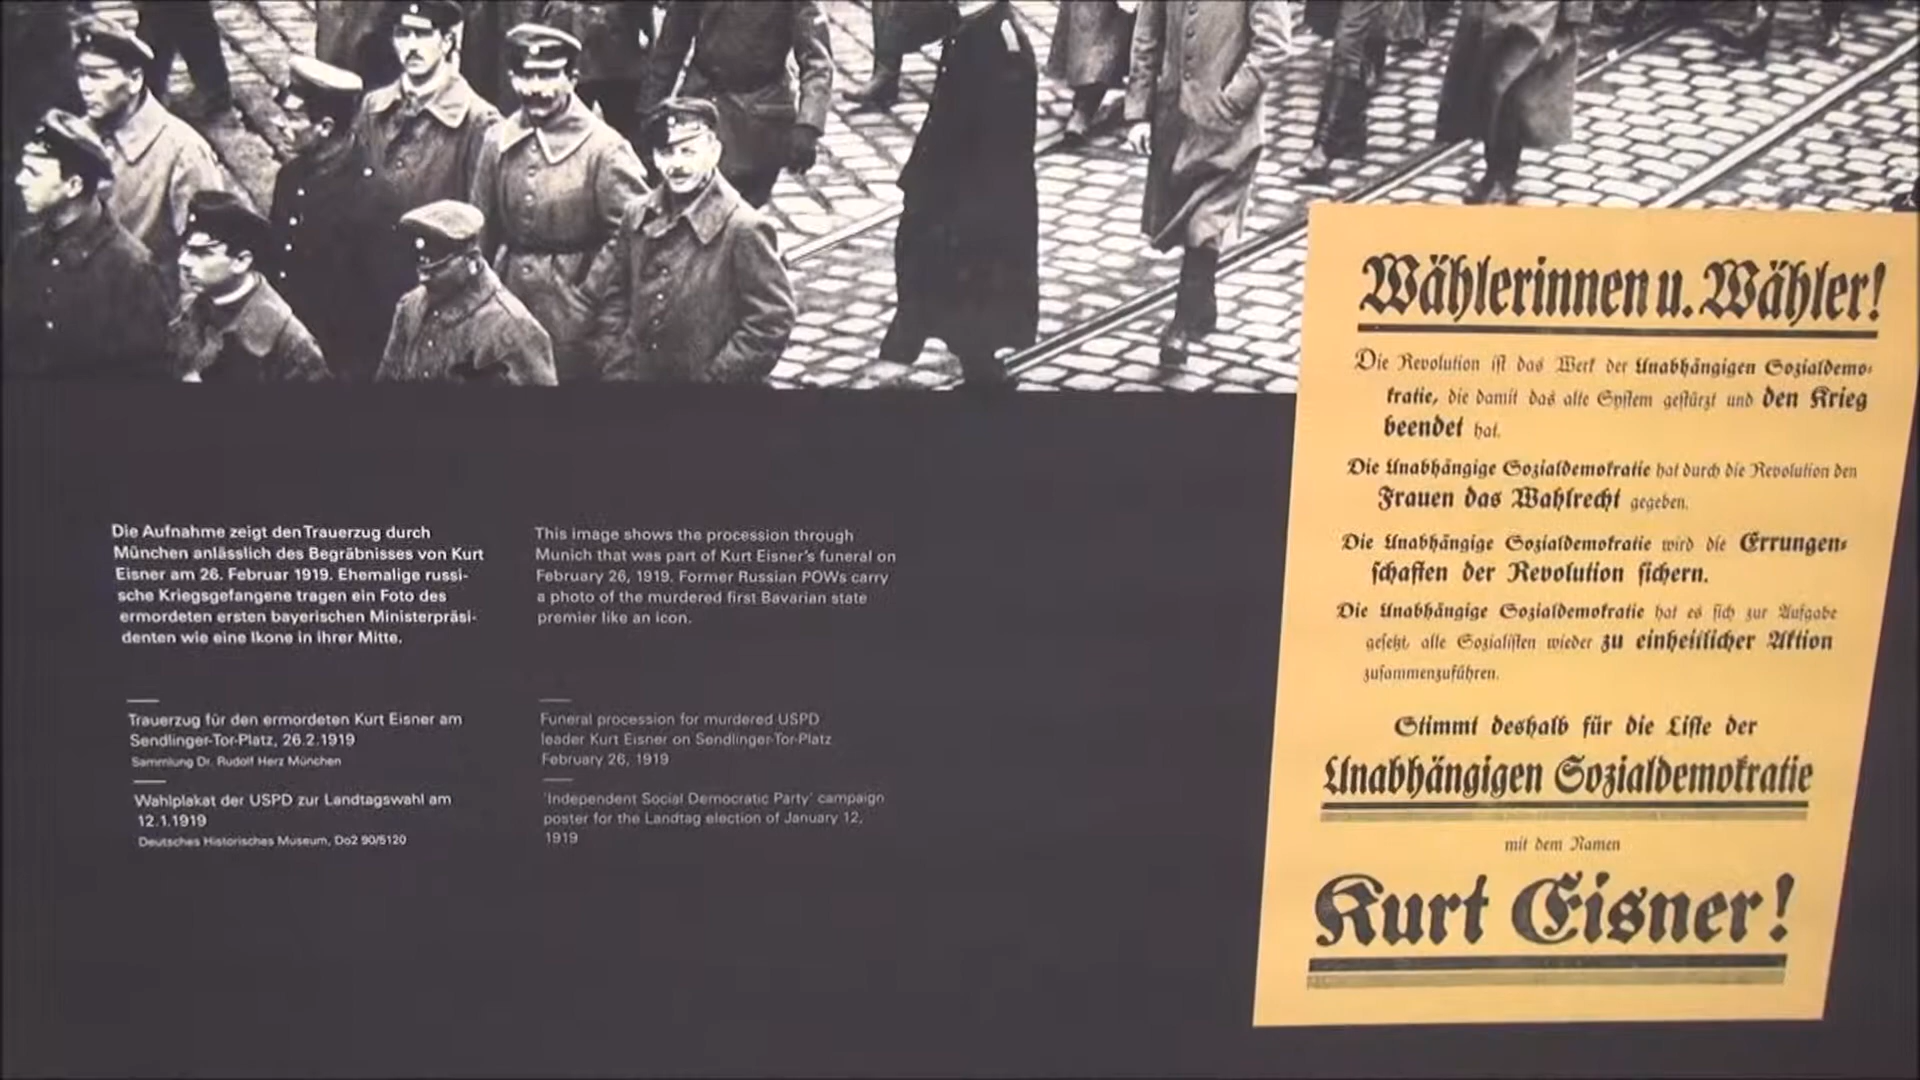 Die Aufnahme zeigt den Trauerzug durch
München anlässlich des Begräbnisses von Kurt
Eisner am 26. Februar 1919. Ehemalige russi-
sche Kriegsgefangene tragen ein Foto des
ermordeten ersten bayerischen Ministerpräsi-
denten wie eine Ikone in ihrer Mitte.
Trauerzug für den ermordeten Kurt Eisner am
Sendlinger-Tor-Platz, 26.2.1919
Sammlung Dr. Rudolf Herz München
Wahlplakat der USPD zur Landtagswahl am
12.1.1919
Deutsches Historisches Museum, Do2 90/5120
This image shows the procession through
Munich that was part of Kurt Eisner's funeral on
February 26, 1919. Former Russian POWs carry
a photo of the murdered first Bavarian state
premier like an icon.
Funeral procession for murdered USPD
leader Kurt Eisner on Sendlinger-Tor-Platz
February 26, 1919
'Independent Social Democratic Party' campaign
poster for the Landtag election of January 12,
1919
Wählerinnen u. Wähler!
Die Revolution ist das Werk der Unabhängigen Sozialdemo-
kratie, die damit das alte System gestürzt und den Krieg
beendet hat.
Die Unabhängige Sozialdemokratie hat durch die Revolution den
Frauen das Wahlrecht gegeben.
Die Unabhängige Sozialdemokratie wird die Errungen-
schaften der Revolution sichern.
Die Unabhängige Sozialdemokratie hat es sich zur Aufgabe
gesetzt, alle Sozialisten wieder zu einheitlicher Aktion
zusammenzuführen.
Stimmt deshalb für die Liste der
Unabhängigen Sozialdemokratie
mit dem Namen
Kurt Eisner!